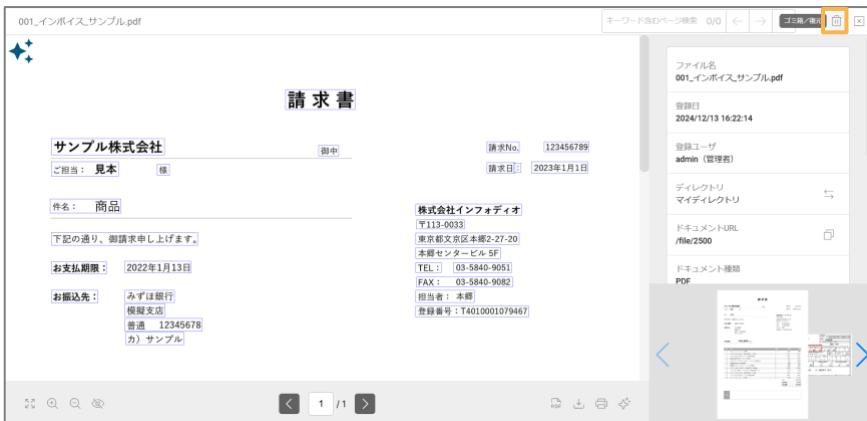 001_インボイス_サンプル.pdf
キーワード含むページ検索 0/0
ゴミ箱/復元
請求書
サンプル株式会社 御中
ご担当： 見本 様
請求No. 123456789
請求日： 2023年1月1日
件名： 商品
下記の通り、御請求申し上げます。
お支払期限： 2022年1月13日
お振込先： みずほ銀行
模擬支店
普通 12345678
カ）サンプル
株式会社インフォディオ
〒113-0033
東京都文京区本郷2-27-20
本郷センタービル 5F
TEL： 03-5840-9051
FAX： 03-5840-9082
担当者： 本郷
登録番号：T4010001079467
ファイル名
001_インボイス_サンプル.pdf
登録日
2024/12/13 16:22:14
登録ユーザ
admin（管理者）
ディレクトリ
マイディレクトリ
ドキュメントURL
/file/2500
ドキュメント種類
PDF
1 /1
PDF